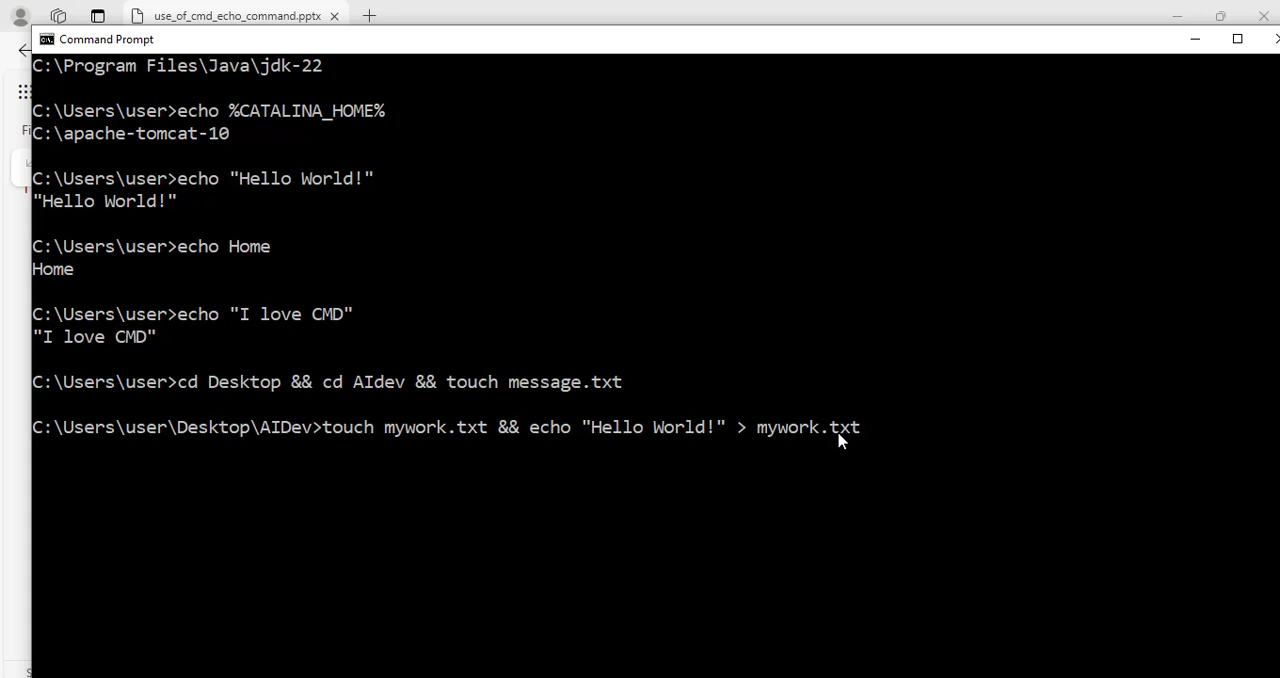 use_of_cmd_echo_command.pptx
Command Prompt
C:\Program Files\Java\jdk-22
C:\Users\user>echo %CATALINA_HOME%
C:\apache-tomcat-10
C:\Users\user>echo "Hello World!"
"Hello World!"
C:\Users\user>echo Home
Home
C:\Users\user>echo "I love CMD"
"I love CMD"
C:\Users\user>cd Desktop && cd AIdev && touch message.txt
C:\Users\user\Desktop\AIDev>touch mywork.txt && echo "Hello World!" > mywork.txt